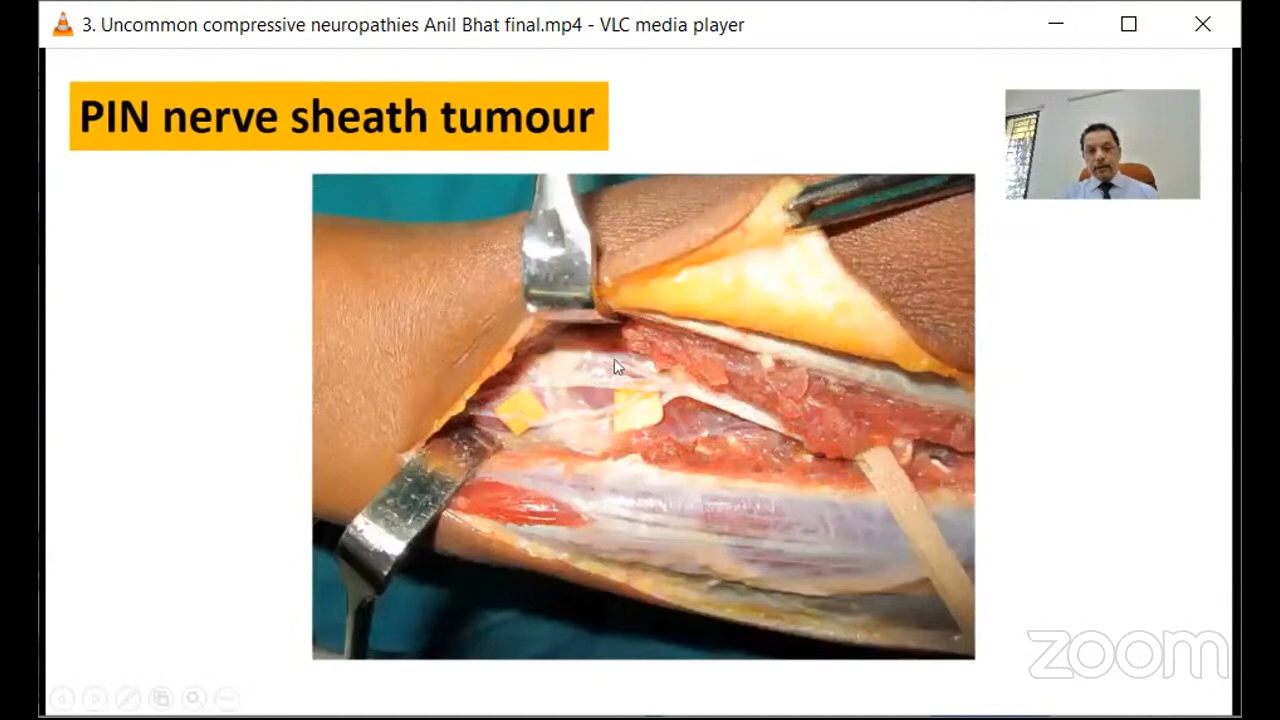 3. Uncommon compressive neuropathies Anil Bhat final.mp4 - VLC media player
PIN nerve sheath tumour
zoom